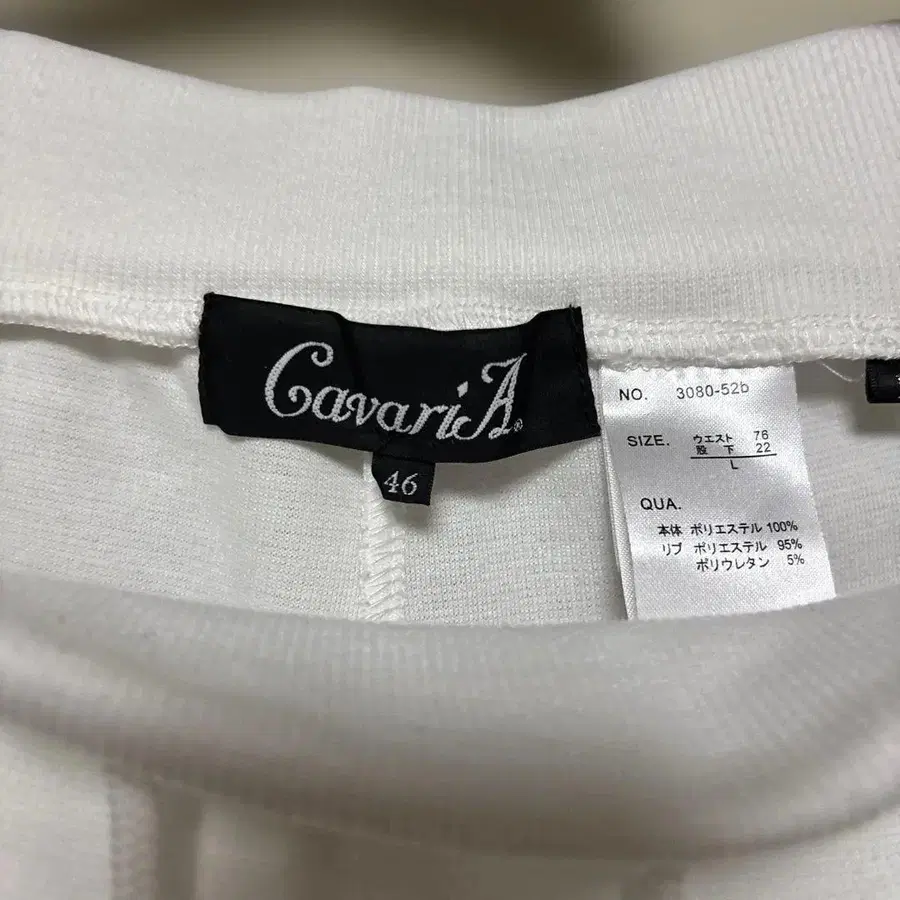 CavariA®
46
NO. 3080-52b
SIZE. ウエスト 76
股 下 22
L
QUA.
本体 ポリエステル 100%
リブ ポリエステル 95%
ポリウレタン 5%